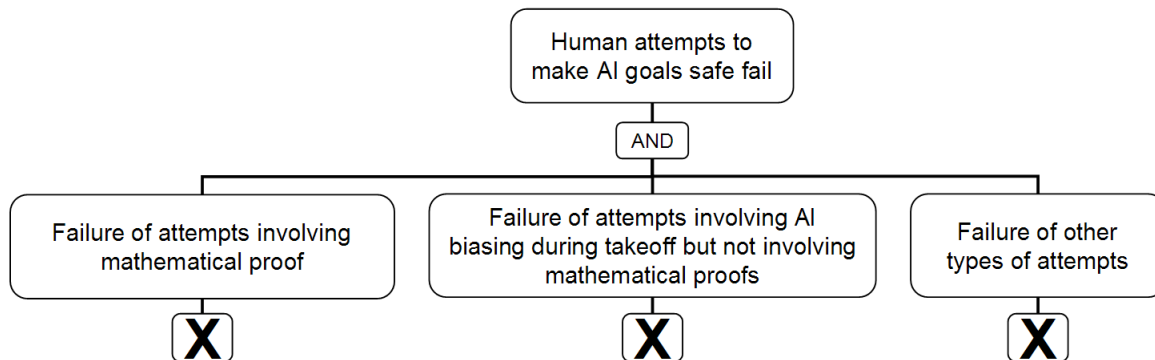 Human attempts to
make AI goals safe fail
AND
Failure of attempts involving
mathematical proof
Failure of attempts involving AI
biasing during takeoff but not involving
mathematical proofs
Failure of other
types of attempts
X
X
X